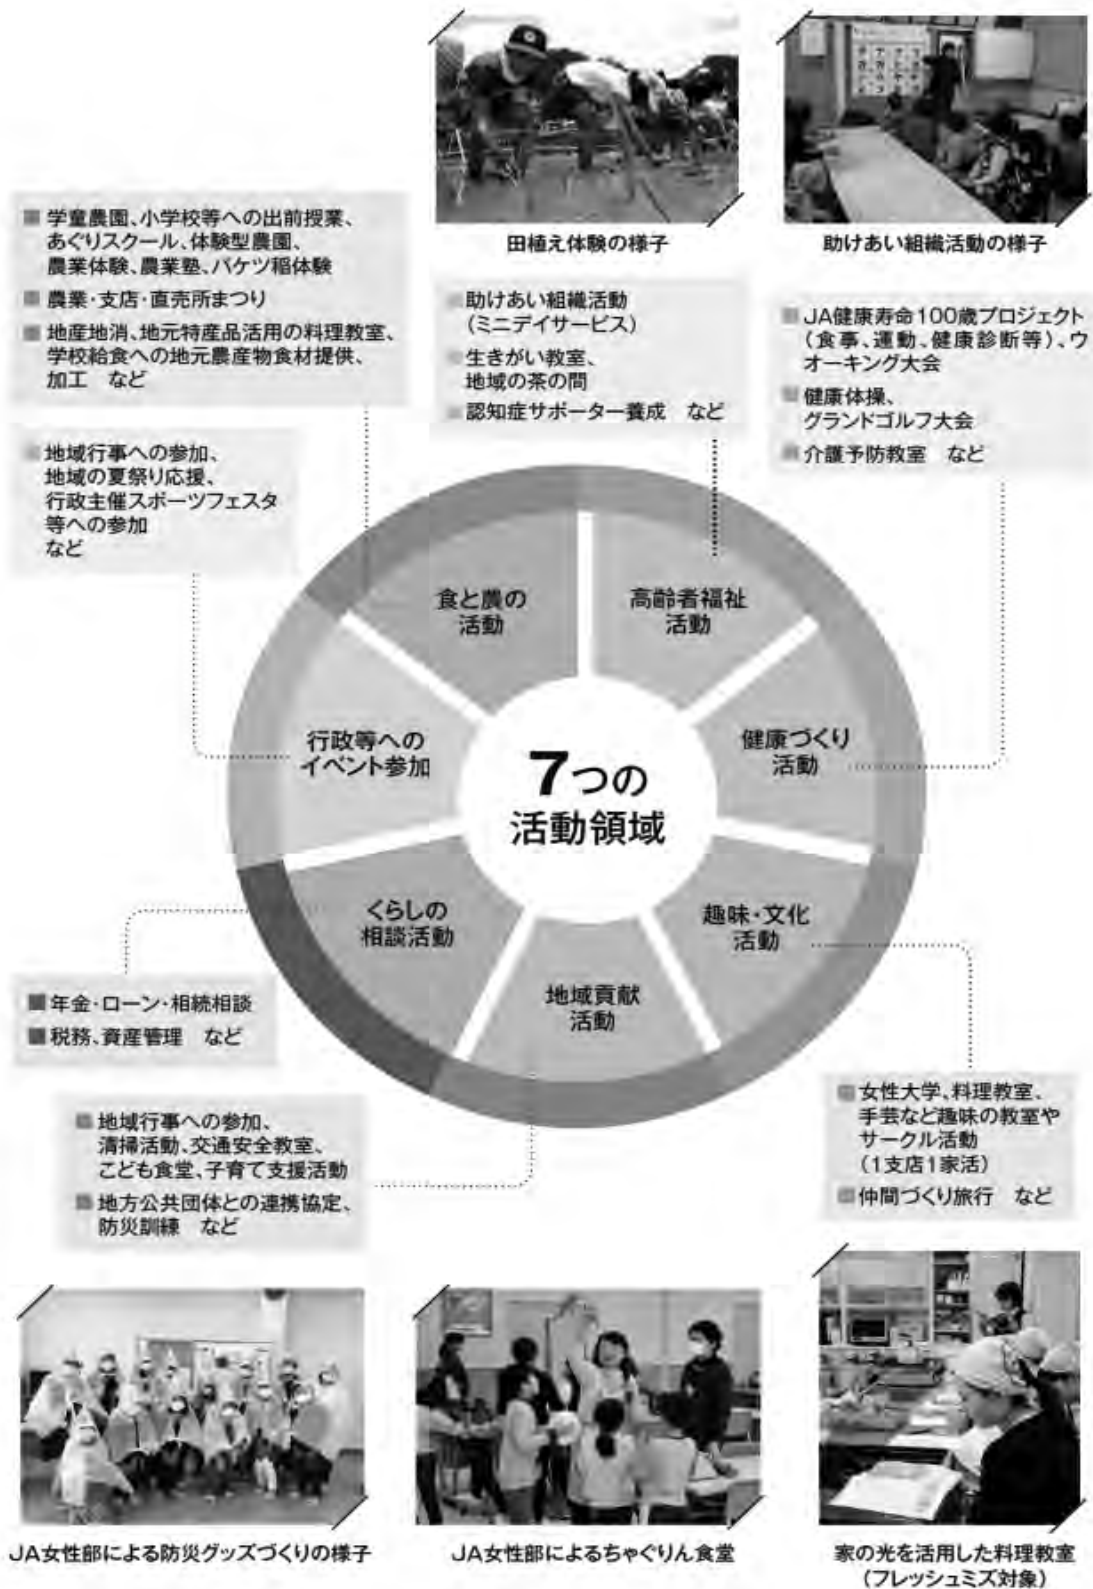 田植え体験の様子
助けあい組織活動の様子
■ 学童農園、小学校等への出前授業、
あぐりスクール、体験型農園、
農業体験、農業塾、バケツ稲体験
■ 農業・支店・直売所まつり
■ 地産地消、地元特産品活用の料理教室、
学校給食への地元農産物食材提供、
加工　など
■ 助けあい組織活動
（ミニデイサービス）
■ 生きがい教室、
地域の茶の間
■ 認知症サポーター養成　など
■ JA健康寿命100歳プロジェクト
（食事、運動、健康診断等）、ウ
オーキング大会
■ 健康体操、
グランドゴルフ大会
■ 介護予防教室　など
■ 地域行事への参加、
地域の夏祭り応援、
行政主催スポーツフェスタ
等への参加
など
食と農の
活動
高齢者福祉
活動
行政等への
イベント参加
健康づくり
活動
7つの
活動領域
くらしの
相談活動
趣味・文化
活動
地域貢献
活動
■ 年金・ローン・相続相談
■ 税務、資産管理　など
■ 地域行事への参加、
清掃活動、交通安全教室、
こども食堂、子育て支援活動
■ 地方公共団体との連携協定、
防災訓練　など
■ 女性大学、料理教室、
手芸など趣味の教室や
サークル活動
（1支店1家活）
■ 仲間づくり旅行　など
JA女性部による防災グッズづくりの様子
JA女性部によるちゃぐりん食堂
家の光を活用した料理教室
（フレッシュミズ対象）